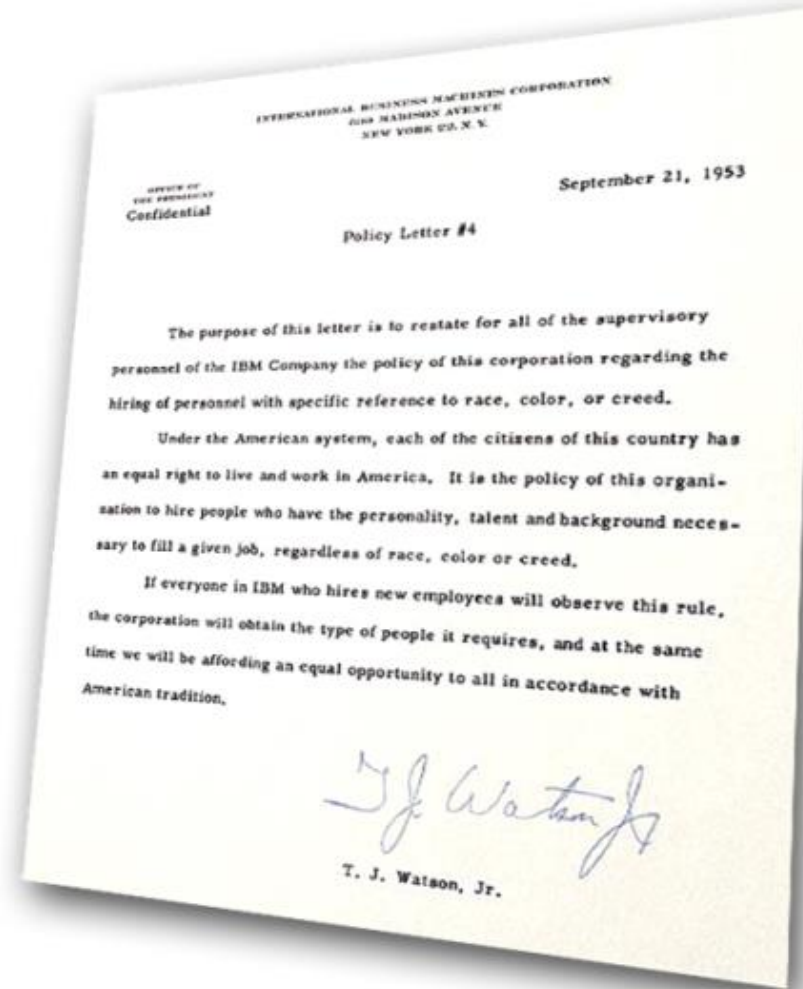 INTERNATIONAL BUSINESS MACHINES CORPORATION
590 MADISON AVENUE
NEW YORK 22, N. Y.
OFFICE OF
THE PRESIDENT
Confidential
September 21, 1953
Policy Letter #4
The purpose of this letter is to restate for all of the supervisory
personnel of the IBM Company the policy of this corporation regarding the
hiring of personnel with specific reference to race, color, or creed.
Under the American system, each of the citizens of this country has
an equal right to live and work in America. It is the policy of this organi-
zation to hire people who have the personality, talent and background neces-
sary to fill a given job, regardless of race, color or creed.
If everyone in IBM who hires new employees will observe this rule,
the corporation will obtain the type of people it requires, and at the same
time we will be affording an equal opportunity to all in accordance with
American tradition.
T J Watson Jr
T. J. Watson, Jr.